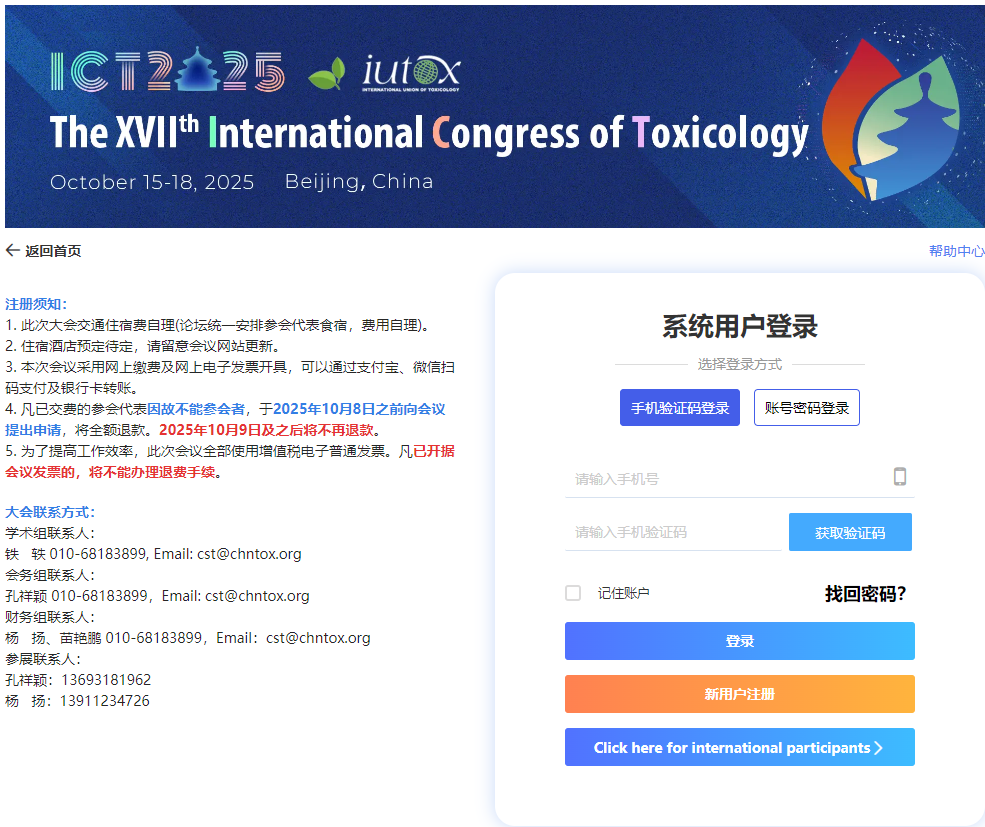 ICT2025
iutox
INTERNATIONAL UNION OF TOXICOLOGY
The XVIIth International Congress of Toxicology
October 15-18, 2025 Beijing, China
← 返回首页
帮助中心
注册须知:
1. 此次大会交通住宿费自理(论坛统一安排参会代表食宿，费用自理)。
2. 住宿酒店预定待定，请留意会议网站更新。
3. 本次会议采用网上缴费及网上电子发票开具，可以通过支付宝、微信扫
码支付及银行卡转账。
4. 凡已交费的参会代表因故不能参会者，于2025年10月8日之前向会议
提出申请，将全额退款。2025年10月9日及之后将不再退款。
5. 为了提高工作效率，此次会议全部使用增值税电子普通发票。凡已开据
会议发票的，将不能办理退费手续。
大会联系方式：
学术组联系人：
铁 轶 010-68183899, Email: cst@chntox.org
会务组联系人：
孔祥颖 010-68183899，Email: cst@chntox.org
财务组联系人：
杨 扬、苗艳鹏 010-68183899，Email：cst@chntox.org
参展联系人：
孔祥颖：13693181962
杨 扬：13911234726
系统用户登录
选择登录方式
手机验证码登录 账号密码登录
请输入手机号
请输入手机验证码 获取验证码
记住账户 找回密码?
登录
新用户注册
Click here for international participants